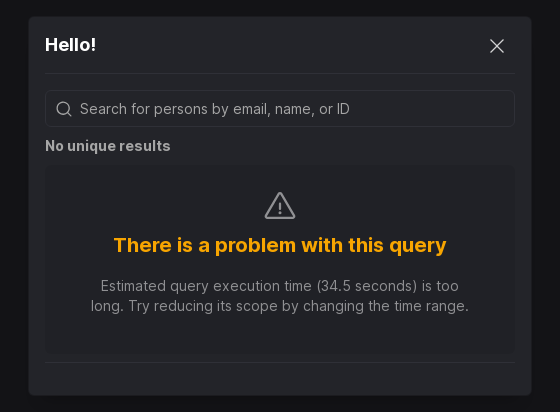 Hello!
Search for persons by email, name, or ID
No unique results
There is a problem with this query
Estimated query execution time (34.5 seconds) is too
long. Try reducing its scope by changing the time range.